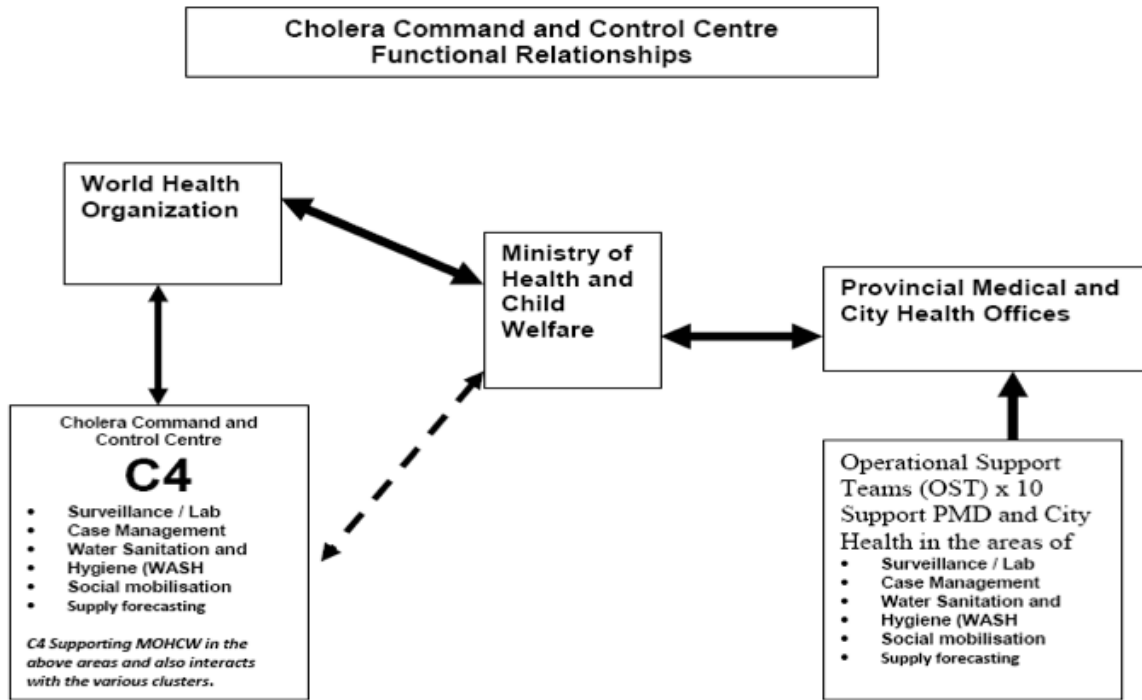 Cholera Command and Control Centre
Functional Relationships
World Health
Organization
Ministry of
Health and
Child
Welfare
Provincial Medical and
City Health Offices
Cholera Command and
Control Centre
C4
• Surveillance / Lab
• Case Management
• Water Sanitation and
• Hygiene (WASH
• Social mobilisation
• Supply forecasting
C4 Supporting MOHCW in the
above areas and also interacts
with the various clusters.
Operational Support
Teams (OST) x 10
Support PMD and City
Health in the areas of
• Surveillance / Lab
• Case Management
• Water Sanitation and
• Hygiene (WASH
• Social mobilisation
• Supply forecasting